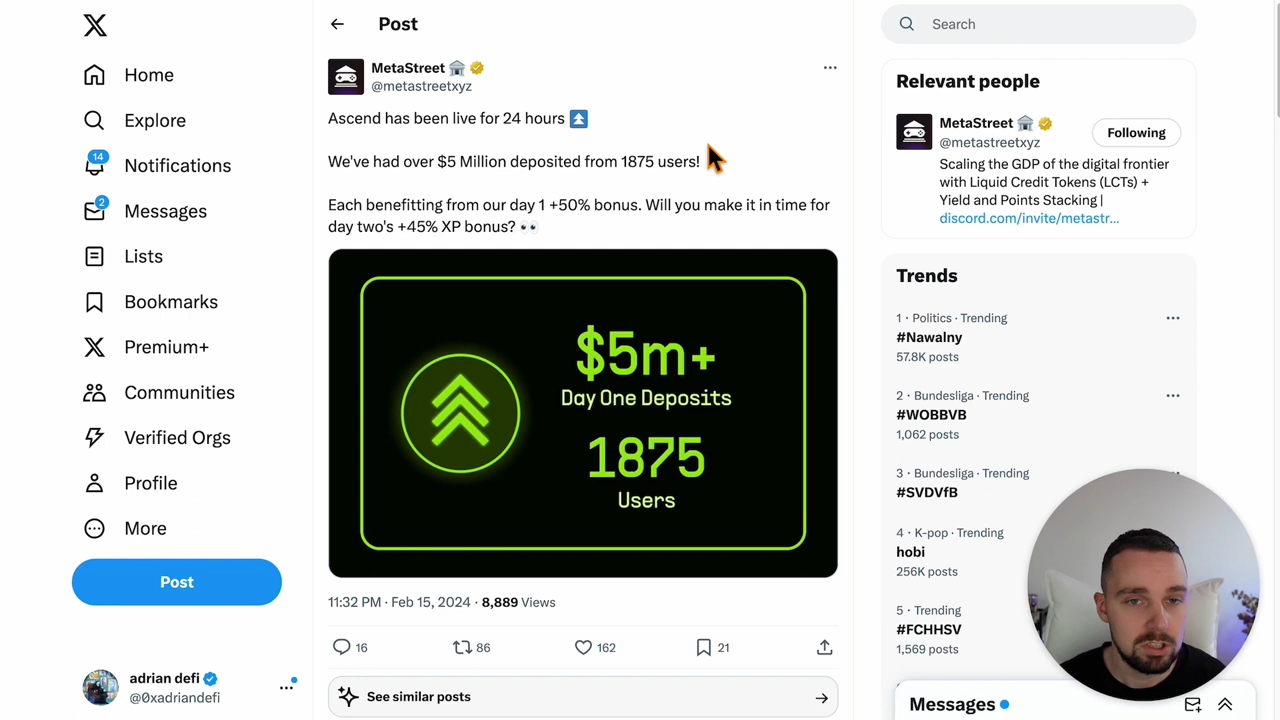 Home
Explore
14
Notifications
2
Messages
Lists
Bookmarks
Premium+
Communities
Verified Orgs
Profile
More
Post
adrian defi
@0xadriandefi
Post
MetaStreet
@metastreetxyz
Ascend has been live for 24 hours
We've had over $5 Million deposited from 1875 users!
Each benefitting from our day 1 +50% bonus. Will you make it in time for
day two's +45% XP bonus? 👀
$5m+
Day One Deposits
1875
Users
11:32 PM · Feb 15, 2024 · 8,889 Views
16 86 162 21
See similar posts
Search
Relevant people
MetaStreet
@metastreetxyz
Following
Scaling the GDP of the digital frontier
with Liquid Credit Tokens (LCTs) +
Yield and Points Stacking |
discord.com/invite/metastr...
Trends
1 · Politics · Trending
#Nawalny
57.8K posts
2 · Bundesliga · Trending
#WOBBVB
1,062 posts
3 · Bundesliga · Trending
#SVDVfB
4 · K-pop · Trending
hobi
256K posts
5 · Trending
#FCHHSV
1,569 posts
Messages